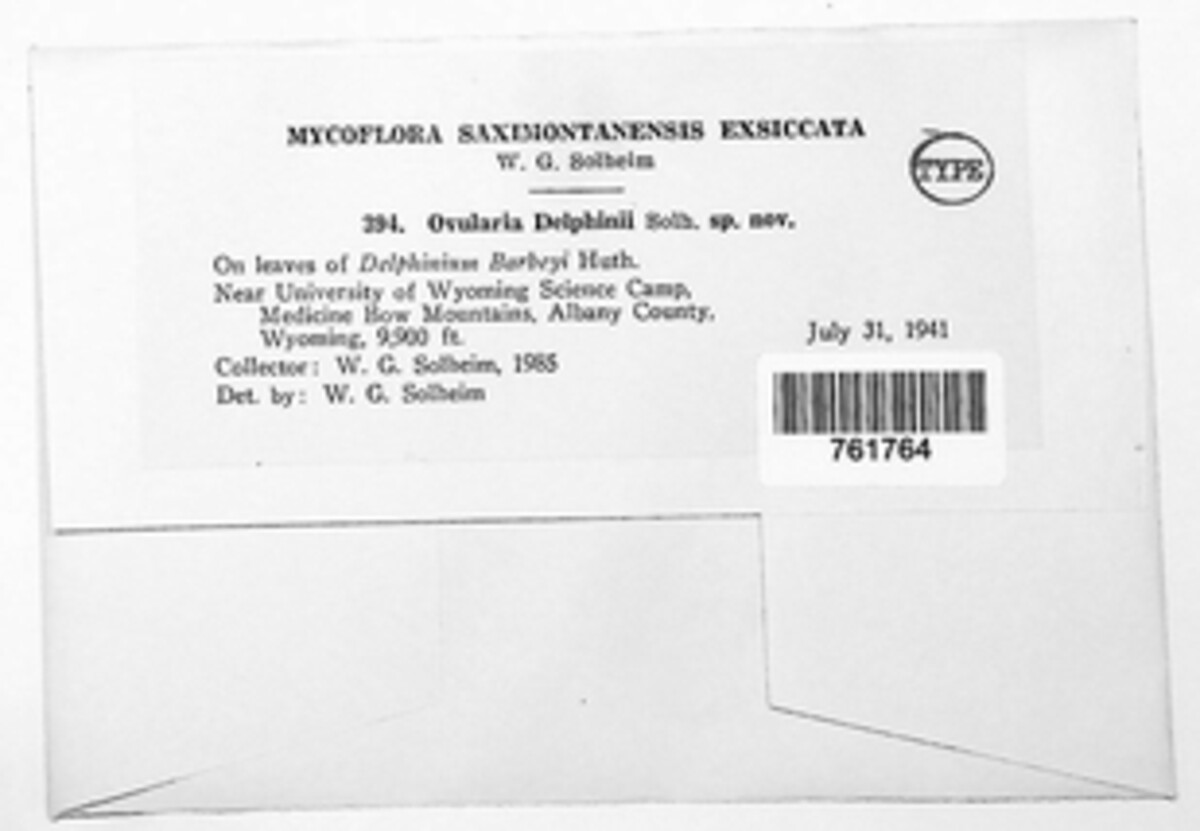 MYCOFLORA SAXIMONTANENSIS EXSICCATA
W. G. Solheim
TYPE
394. Ovularia Delphinii Solh. sp. nov.
On leaves of Delphinium Barbeyi Huth.
Near University of Wyoming Science Camp,
Medicine Bow Mountains, Albany County,
Wyoming, 9,900 ft.
July 31, 1941
Collector: W. G. Solheim, 1985
Det. by: W. G. Solheim
761764